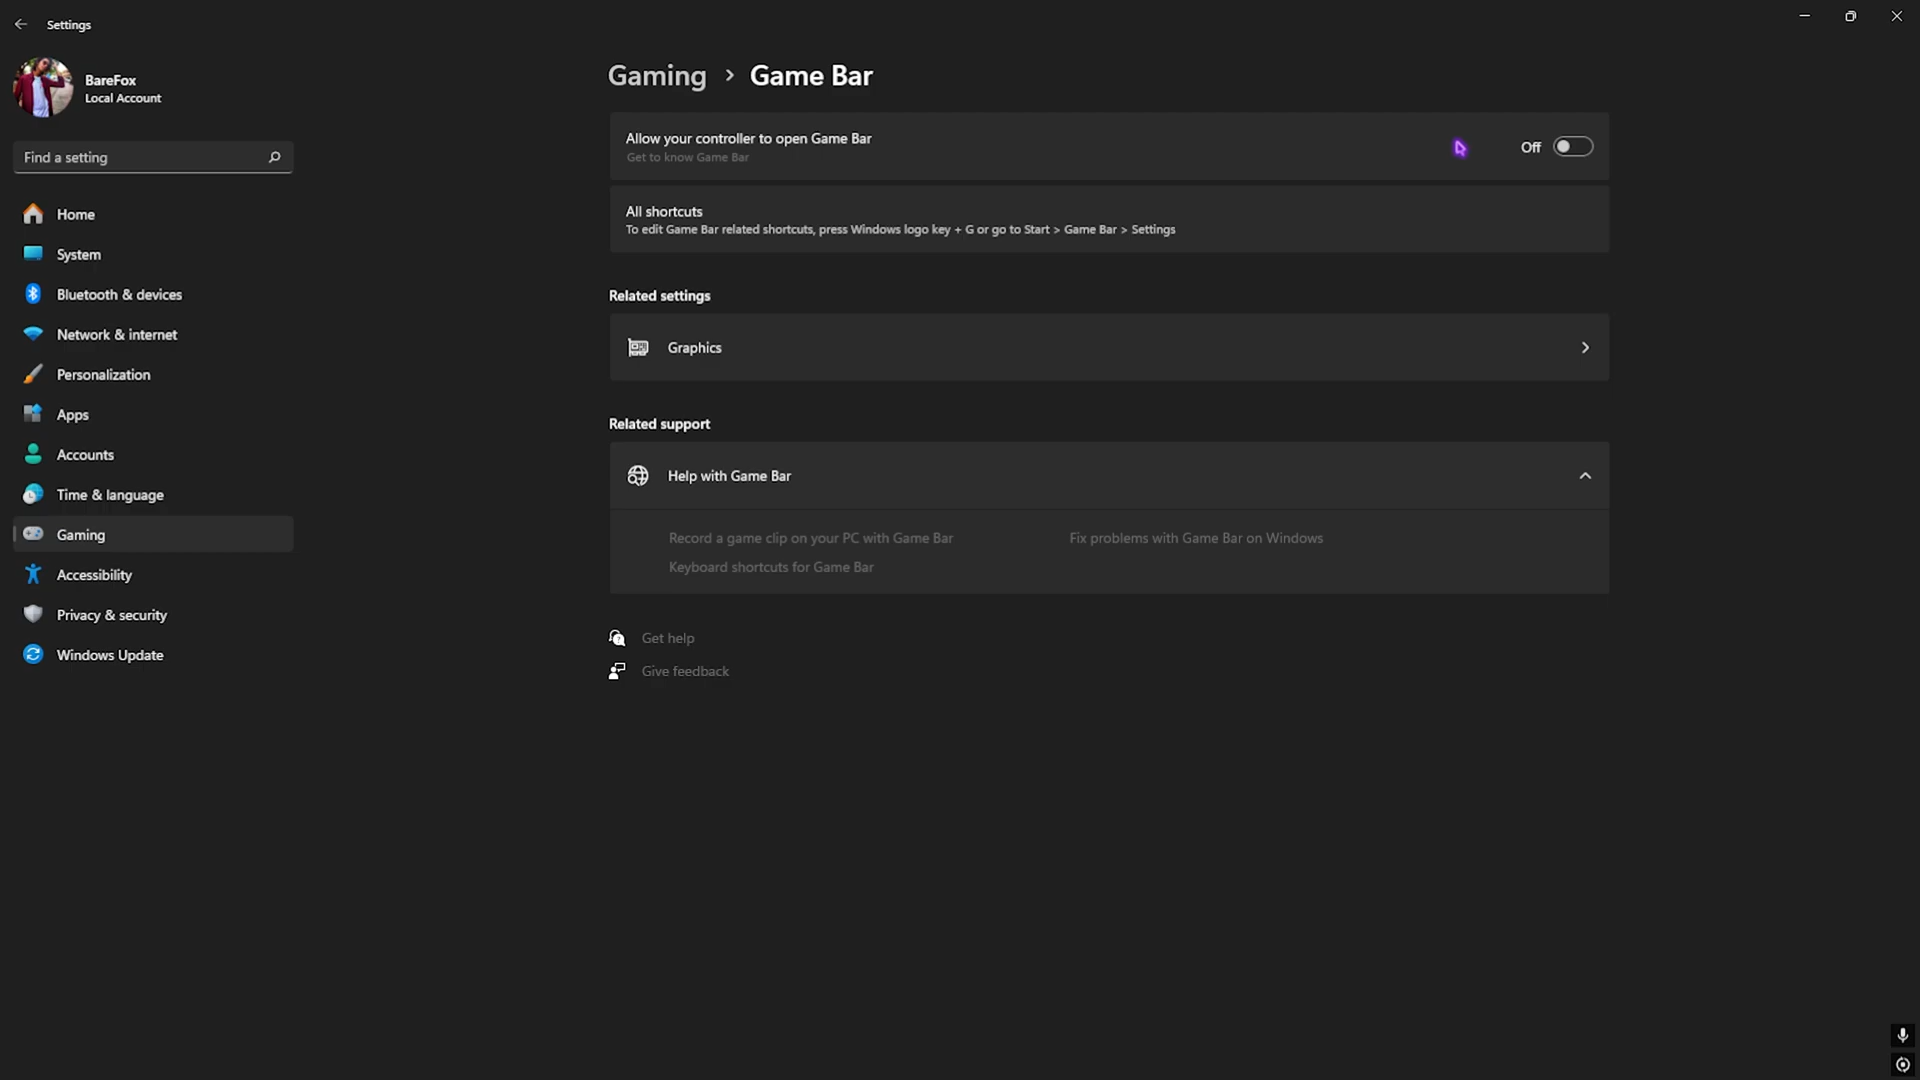 Settings
BareFox
Local Account
Find a setting
Home
System
Bluetooth & devices
Network & internet
Personalization
Apps
Accounts
Time & language
Gaming
Accessibility
Privacy & security
Windows Update
Gaming > Game Bar
Allow your controller to open Game Bar
Get to know Game Bar
Off
All shortcuts
To edit Game Bar related shortcuts, press Windows logo key + G or go to Start > Game Bar > Settings
Related settings
Graphics
Related support
Help with Game Bar
Record a game clip on your PC with Game Bar
Fix problems with Game Bar on Windows
Keyboard shortcuts for Game Bar
Get help
Give feedback